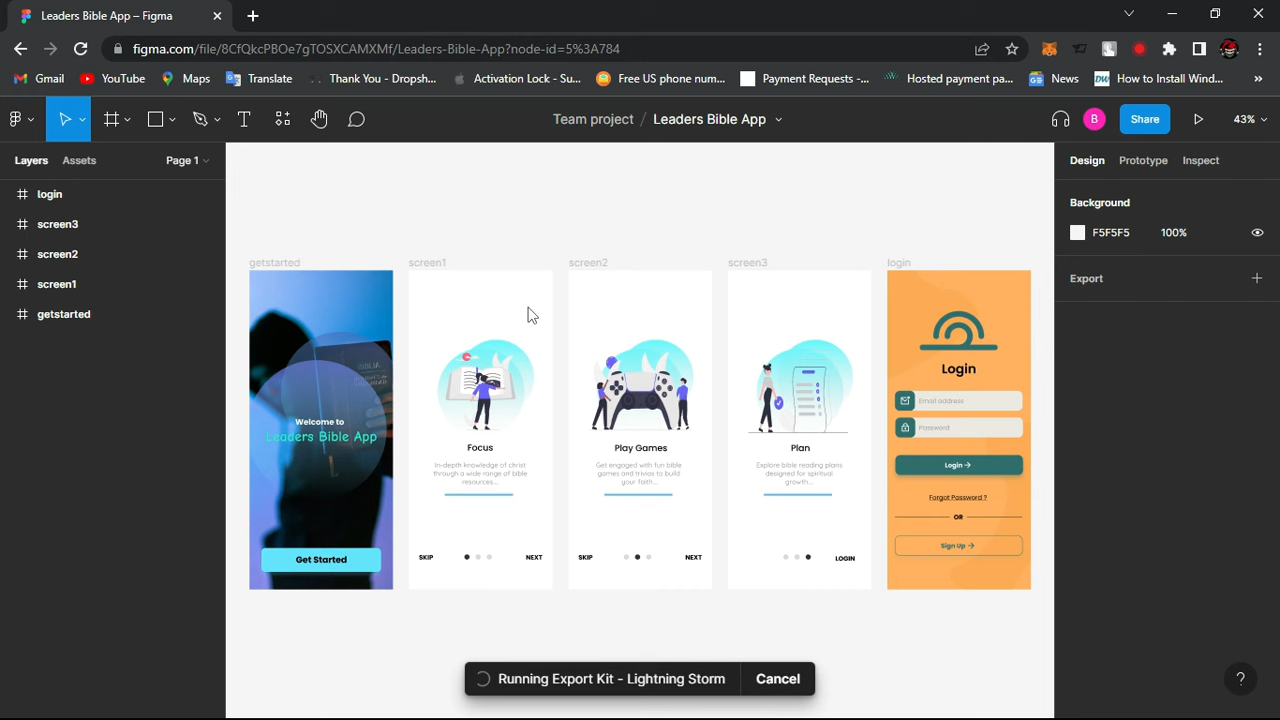 Leaders Bible App – Figma
figma.com/file/8CfQkcPBOe7gTOSXCAMXMf/Leaders-Bible-App?node-id=5%3A784
Gmail YouTube Maps Translate Thank You - Dropsh... Activation Lock - Su... Free US phone num... Payment Requests -... Hosted payment pa... News How to Install Wind... »
Team project / Leaders Bible App
B Share 43%
Layers Assets Page 1
login
screen3
screen2
screen1
getstarted
Design Prototype Inspect
Background
F5F5F5 100%
Export
getstarted
Welcome to
Leaders Bible App
Get Started
screen1
Focus
In-depth knowledge of christ
through a wide range of bible
resources...
SKIP NEXT
screen2
Play Games
Get engaged with fun bible
games and trivias to build
your faith...
SKIP NEXT
screen3
Plan
Explore bible reading plans
designed for spiritual
growth...
LOGIN
login
Login
Email address
Password
Login →
Forgot Password ?
OR
Sign Up →
Running Export Kit - Lightning Storm Cancel
?